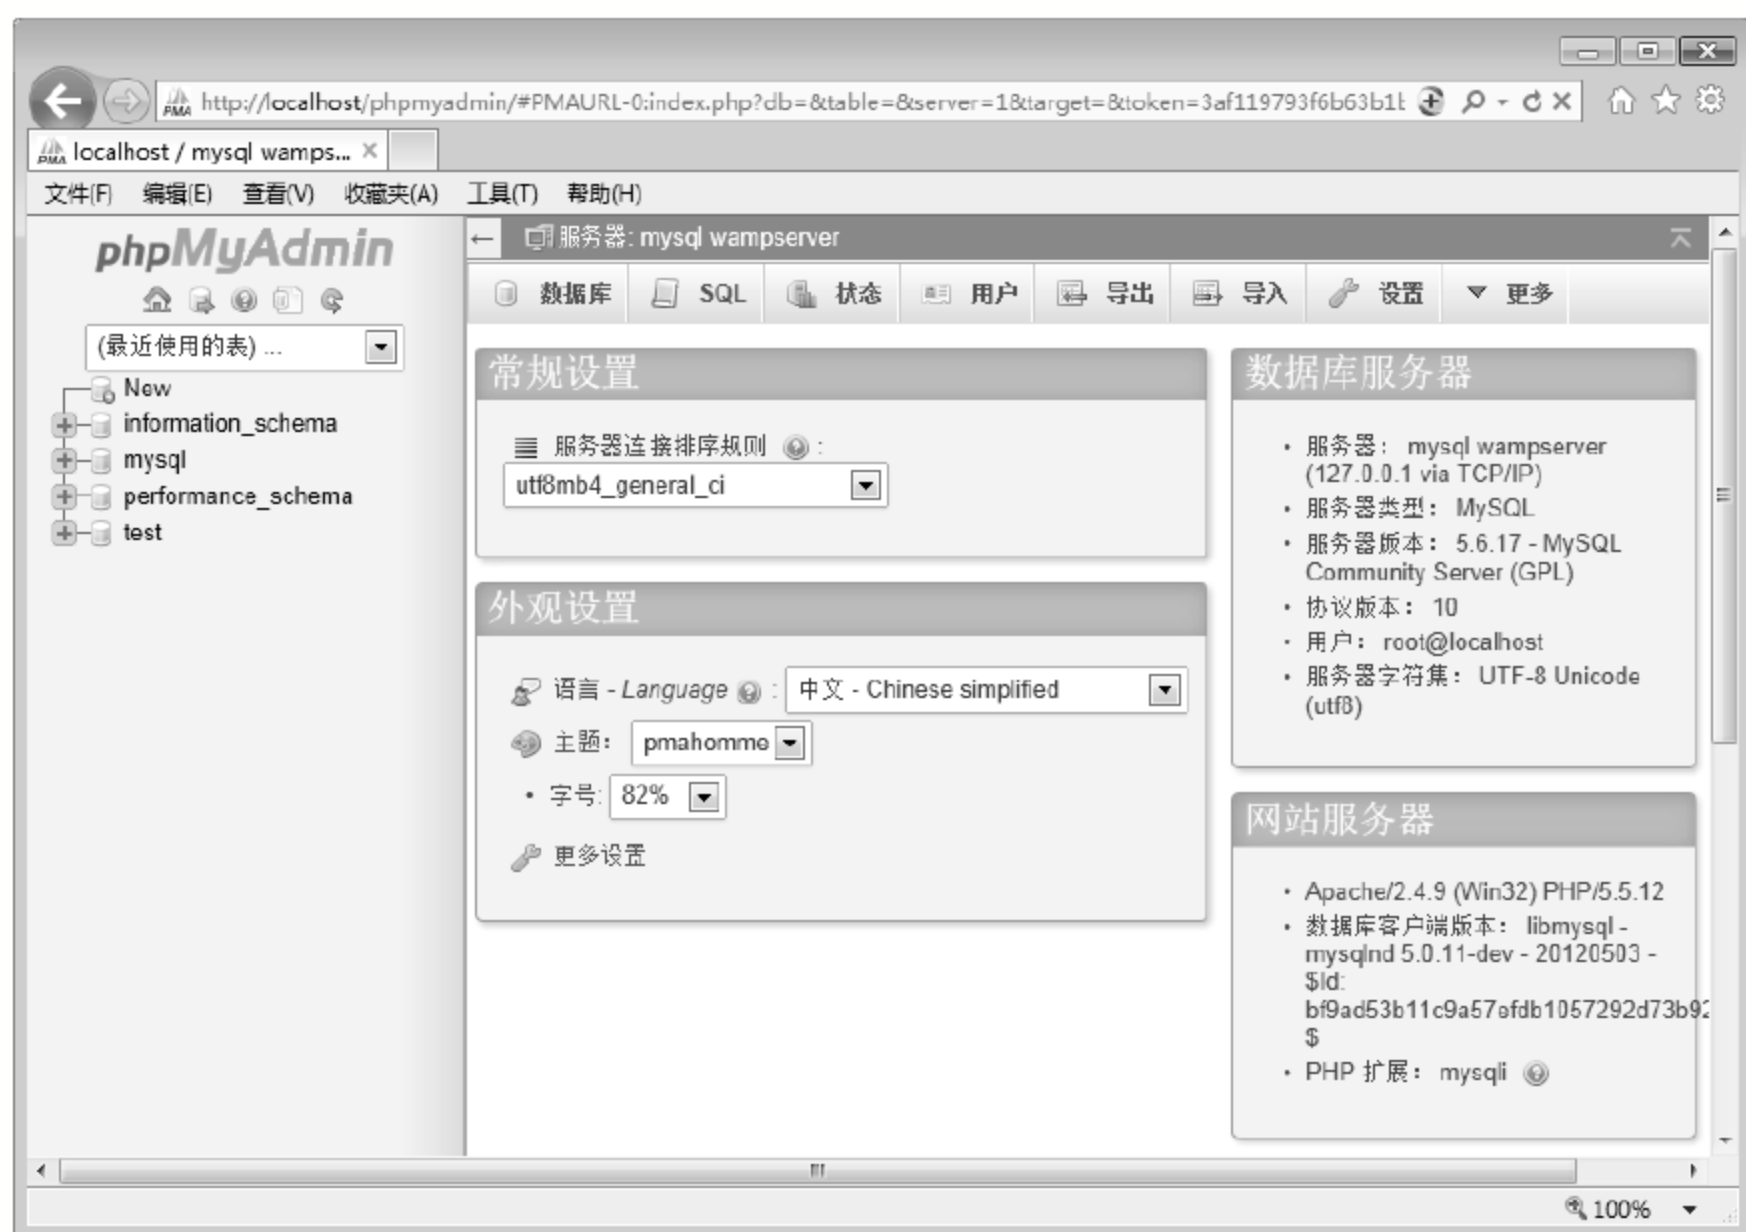 http://localhost/phpmyadmin/#PMAURL-0:index.php?db=&table=&server=1&target=&token=3af119793f6b63b1b
localhost / mysql wamps...
文件(F) 编辑(E) 查看(V) 收藏夹(A) 工具(T) 帮助(H)
phpMyAdmin
(最近使用的表) ...
New
information_schema
mysql
performance_schema
test
服务器: mysql wampserver
数据库 SQL 状态 用户 导出 导入 设置 更多
常规设置
服务器连接排序规则 :
utf8mb4_general_ci
外观设置
语言 - Language : 中文 - Chinese simplified
主题： pmahomme
• 字号: 82%
更多设置
数据库服务器
• 服务器： mysql wampserver
(127.0.0.1 via TCP/IP)
• 服务器类型： MySQL
• 服务器版本： 5.6.17 - MySQL
Community Server (GPL)
• 协议版本： 10
• 用户： root@localhost
• 服务器字符集： UTF-8 Unicode
(utf8)
网站服务器
• Apache/2.4.9 (Win32) PHP/5.5.12
• 数据库客户端版本： libmysql -
mysqlnd 5.0.11-dev - 20120503 -
$Id:
bf9ad53b11c9a57efdb1057292d73b92
$
• PHP 扩展： mysqli
100%